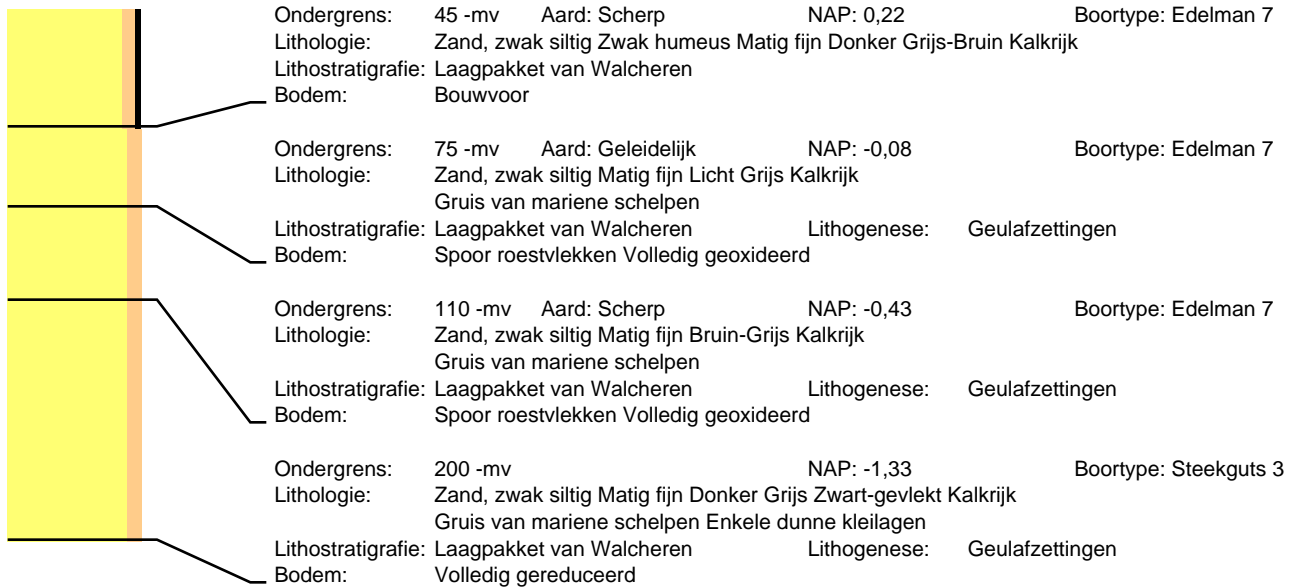 Ondergrens: 45 -mv Aard: Scherp NAP: 0,22 Boortype: Edelman 7
Lithologie: Zand, zwak siltig Zwak humeus Matig fijn Donker Grijs-Bruin Kalkrijk
Lithostratigrafie: Laagpakket van Walcheren
Bodem: Bouwvoor
Ondergrens: 75 -mv Aard: Geleidelijk NAP: -0,08 Boortype: Edelman 7
Lithologie: Zand, zwak siltig Matig fijn Licht Grijs Kalkrijk
Gruis van mariene schelpen
Lithostratigrafie: Laagpakket van Walcheren Lithogenese: Geulafzettingen
Bodem: Spoor roestvlekken Volledig geoxideerd
Ondergrens: 110 -mv Aard: Scherp NAP: -0,43 Boortype: Edelman 7
Lithologie: Zand, zwak siltig Matig fijn Bruin-Grijs Kalkrijk
Gruis van mariene schelpen
Lithostratigrafie: Laagpakket van Walcheren Lithogenese: Geulafzettingen
Bodem: Spoor roestvlekken Volledig geoxideerd
Ondergrens: 200 -mv NAP: -1,33 Boortype: Steekguts 3
Lithologie: Zand, zwak siltig Matig fijn Donker Grijs Zwart-gevlekt Kalkrijk
Gruis van mariene schelpen Enkele dunne kleilagen
Lithostratigrafie: Laagpakket van Walcheren Lithogenese: Geulafzettingen
Bodem: Volledig gereduceerd